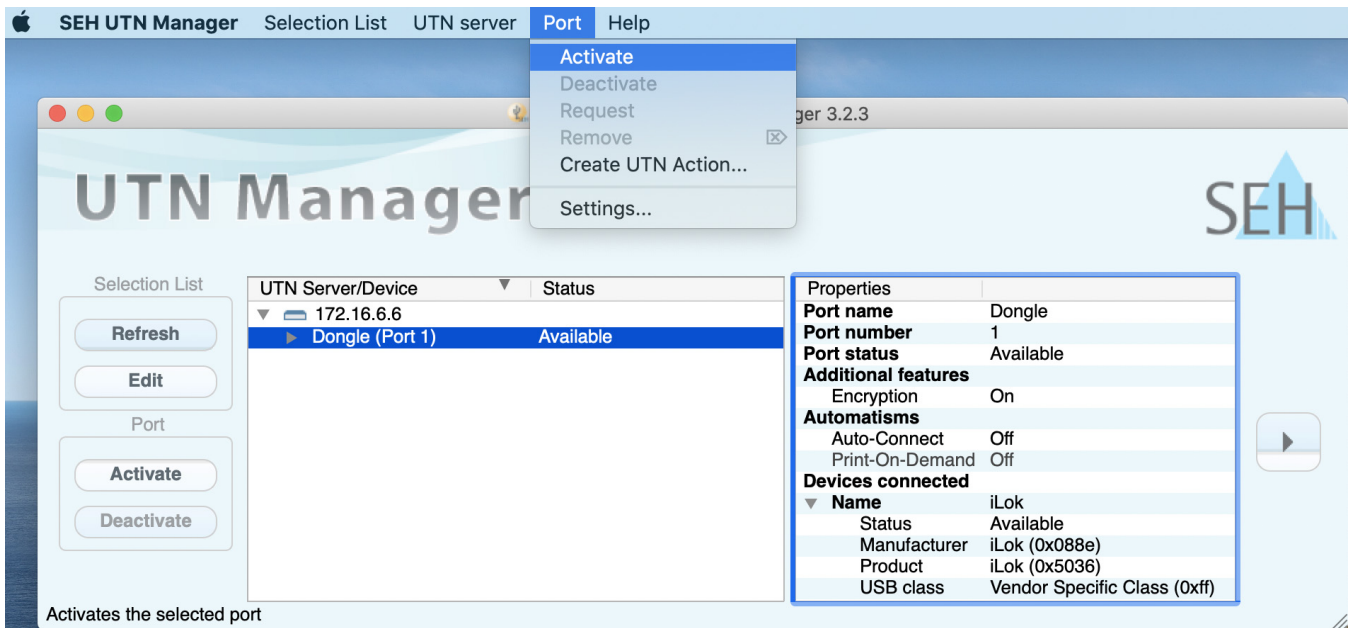 SEH UTN Manager Selection List UTN server Port Help
Activate
Deactivate
Request
Remove
Create UTN Action...
Settings...
ger 3.2.3
UTN Manager
SEH
Selection List
Refresh
Edit
Port
Activate
Deactivate
UTN Server/Device Status
172.16.6.6
Dongle (Port 1) Available
Properties
Port name Dongle
Port number 1
Port status Available
Additional features
Encryption On
Automatisms
Auto-Connect Off
Print-On-Demand Off
Devices connected
Name iLok
Status Available
Manufacturer iLok (0x088e)
Product iLok (0x5036)
USB class Vendor Specific Class (0xff)
Activates the selected port